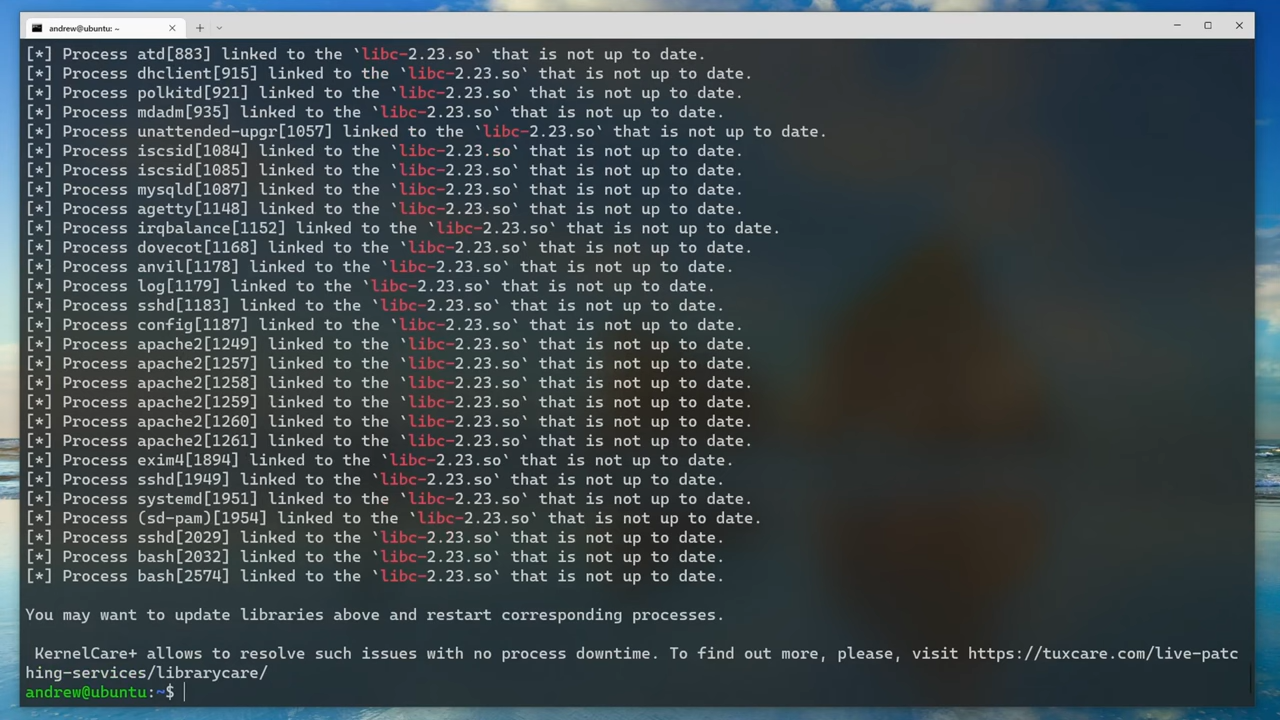 andrew@ubuntu: ~
[*] Process atd[883] linked to the `libc-2.23.so` that is not up to date.
[*] Process dhclient[915] linked to the `libc-2.23.so` that is not up to date.
[*] Process polkitd[921] linked to the `libc-2.23.so` that is not up to date.
[*] Process mdadm[935] linked to the `libc-2.23.so` that is not up to date.
[*] Process unattended-upgr[1057] linked to the `libc-2.23.so` that is not up to date.
[*] Process iscsid[1084] linked to the `libc-2.23.so` that is not up to date.
[*] Process iscsid[1085] linked to the `libc-2.23.so` that is not up to date.
[*] Process mysqld[1087] linked to the `libc-2.23.so` that is not up to date.
[*] Process agetty[1148] linked to the `libc-2.23.so` that is not up to date.
[*] Process irqbalance[1152] linked to the `libc-2.23.so` that is not up to date.
[*] Process dovecot[1168] linked to the `libc-2.23.so` that is not up to date.
[*] Process anvil[1178] linked to the `libc-2.23.so` that is not up to date.
[*] Process log[1179] linked to the `libc-2.23.so` that is not up to date.
[*] Process sshd[1183] linked to the `libc-2.23.so` that is not up to date.
[*] Process config[1187] linked to the `libc-2.23.so` that is not up to date.
[*] Process apache2[1249] linked to the `libc-2.23.so` that is not up to date.
[*] Process apache2[1257] linked to the `libc-2.23.so` that is not up to date.
[*] Process apache2[1258] linked to the `libc-2.23.so` that is not up to date.
[*] Process apache2[1259] linked to the `libc-2.23.so` that is not up to date.
[*] Process apache2[1260] linked to the `libc-2.23.so` that is not up to date.
[*] Process apache2[1261] linked to the `libc-2.23.so` that is not up to date.
[*] Process exim4[1894] linked to the `libc-2.23.so` that is not up to date.
[*] Process sshd[1949] linked to the `libc-2.23.so` that is not up to date.
[*] Process systemd[1951] linked to the `libc-2.23.so` that is not up to date.
[*] Process (sd-pam)[1954] linked to the `libc-2.23.so` that is not up to date.
[*] Process sshd[2029] linked to the `libc-2.23.so` that is not up to date.
[*] Process bash[2032] linked to the `libc-2.23.so` that is not up to date.
[*] Process bash[2574] linked to the `libc-2.23.so` that is not up to date.
You may want to update libraries above and restart corresponding processes.
KernelCare+ allows to resolve such issues with no process downtime. To find out more, please, visit https://tuxcare.com/live-patc
hing-services/librarycare/
andrew@ubuntu:~$